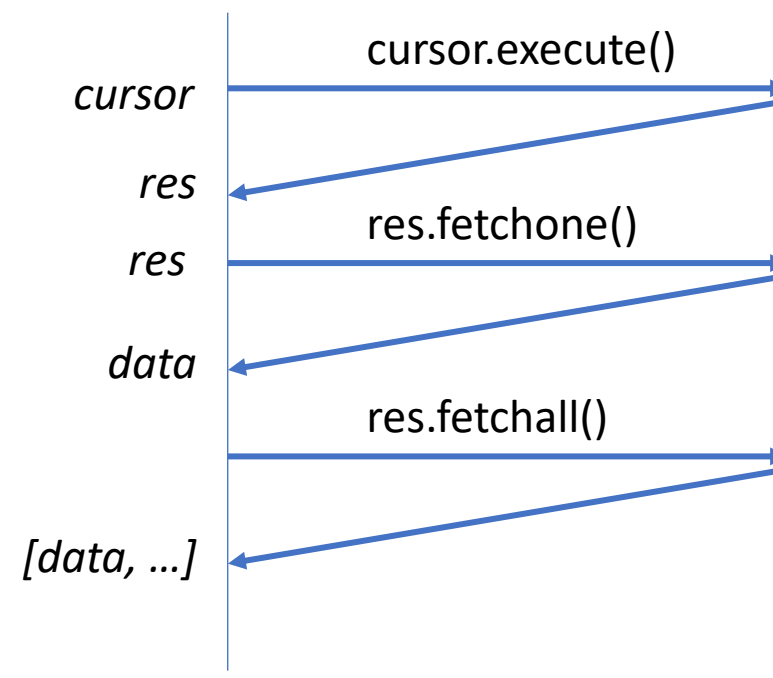 cursor.execute()
cursor
res
res.fetchone()
res
data
res.fetchall()
[data, …]